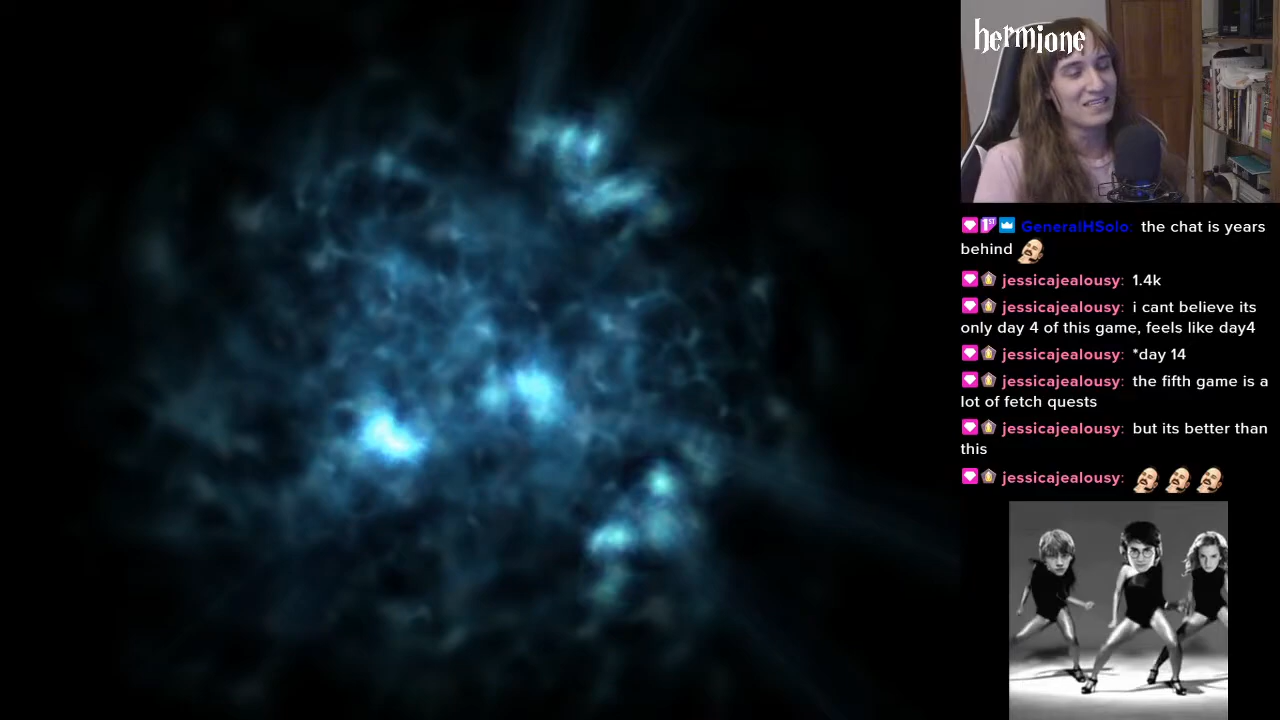 hermione
GeneralHSolo: the chat is years
behind
jessicajealousy: 1.4k
jessicajealousy: i cant believe its
only day 4 of this game, feels like day4
jessicajealousy: *day 14
jessicajealousy: the fifth game is a
lot of fetch quests
jessicajealousy: but its better than
this
jessicajealousy: